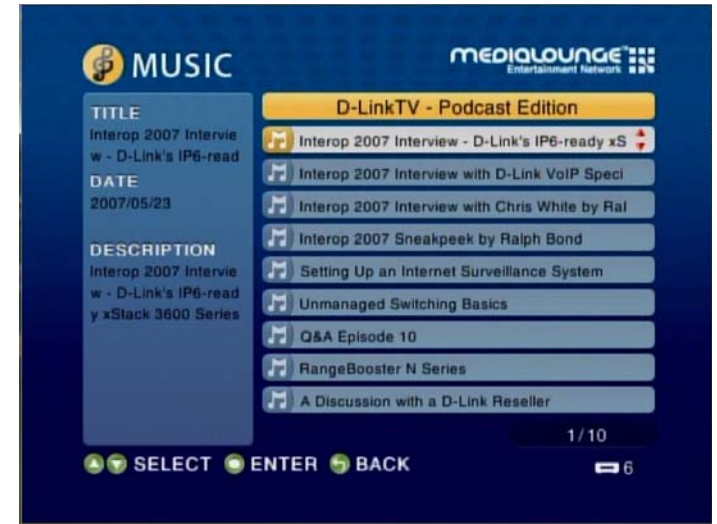 MUSIC
MEDIALOUNGE™
Entertainment Network
TITLE
Interop 2007 Intervie
w - D-Link's IP6-read
DATE
2007/05/23
DESCRIPTION
Interop 2007 Intervie
w - D-Link's IP6-read
y xStack 3600 Series
D-LinkTV - Podcast Edition
Interop 2007 Interview - D-Link's IP6-ready xS
Interop 2007 Interview with D-Link VoIP Speci
Interop 2007 Interview with Chris White by Ral
Interop 2007 Sneakpeek by Ralph Bond
Setting Up an Internet Surveillance System
Unmanaged Switching Basics
Q&A Episode 10
RangeBooster N Series
A Discussion with a D-Link Reseller
1/10
SELECT ENTER BACK
6